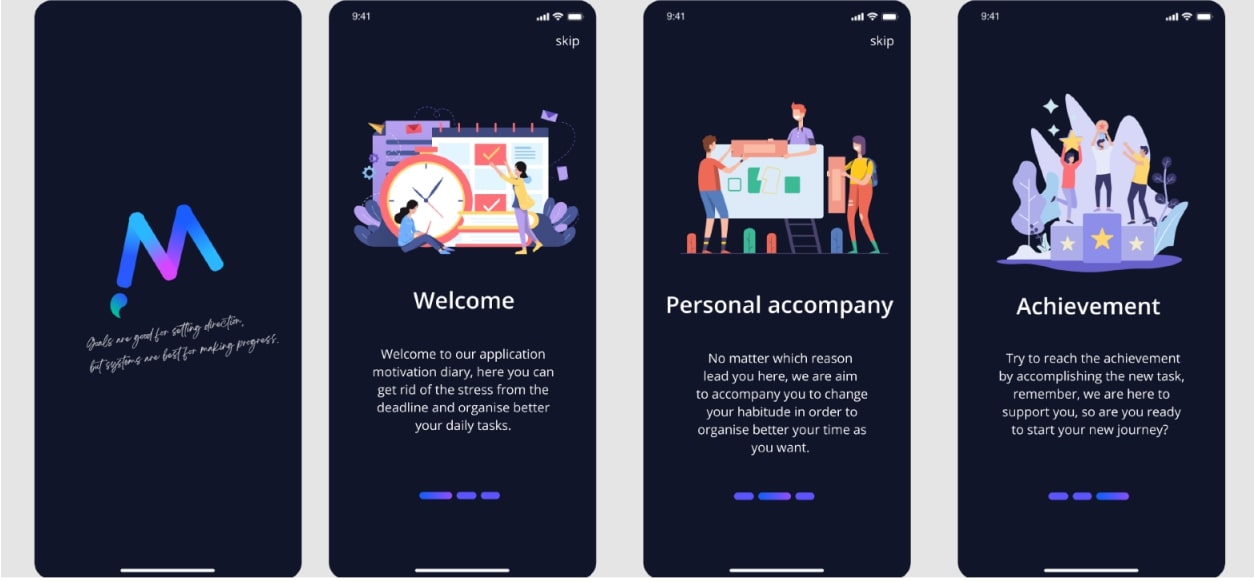 Goals are good for setting direction,
but systems are best for making progress.
9:41
skip
Welcome
Welcome to our application
motivation diary, here you can
get rid of the stress from the
deadline and organise better
your daily tasks.
9:41
skip
Personal accompany
No matter which reason
lead you here, we are aim
to accompany you to change
your habitude in order to
organise better your time as
you want.
9:41
Achievement
Try to reach the achievement
by accomplishing the new task,
remember, we are here to
support you, so are you ready
to start your new journey?